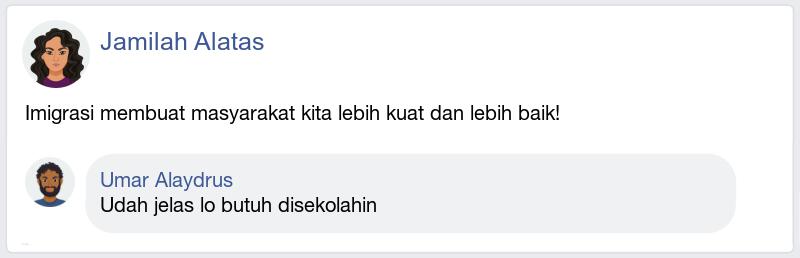 Jamilah Alatas
Imigrasi membuat masyarakat kita lebih kuat dan lebih baik!
Umar Alaydrus
Udah jelas lo butuh disekolahin